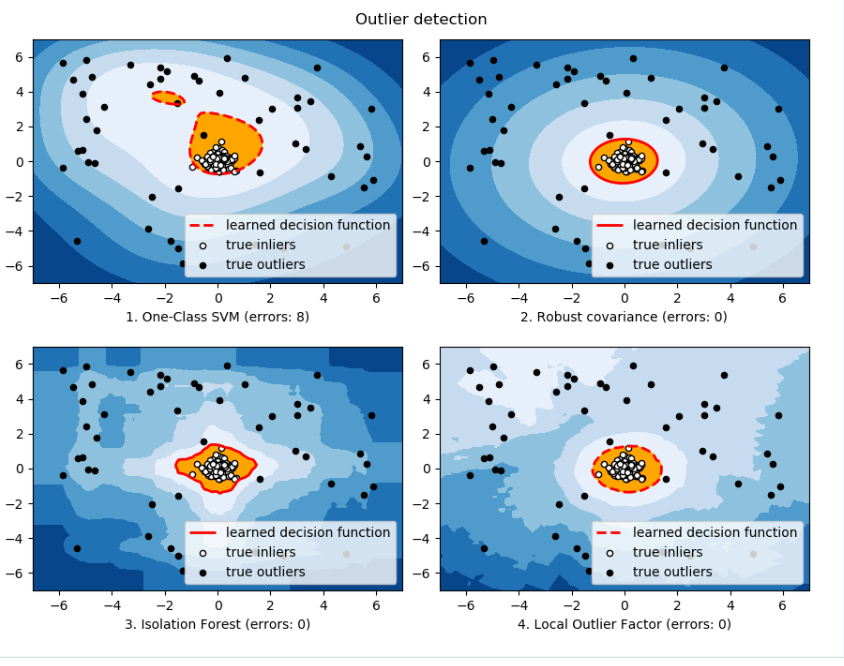 Outlier detection
6
4
2
0
−2
−4
−6
learned decision function
true inliers
true outliers
−6 −4 −2 0 2 4 6
1. One-Class SVM (errors: 8)
6
4
2
0
−2
−4
−6
learned decision function
true inliers
true outliers
−6 −4 −2 0 2 4 6
2. Robust covariance (errors: 0)
6
4
2
0
−2
−4
−6
learned decision function
true inliers
true outliers
−6 −4 −2 0 2 4 6
3. Isolation Forest (errors: 0)
6
4
2
0
−2
−4
−6
learned decision function
true inliers
true outliers
−6 −4 −2 0 2 4 6
4. Local Outlier Factor (errors: 0)